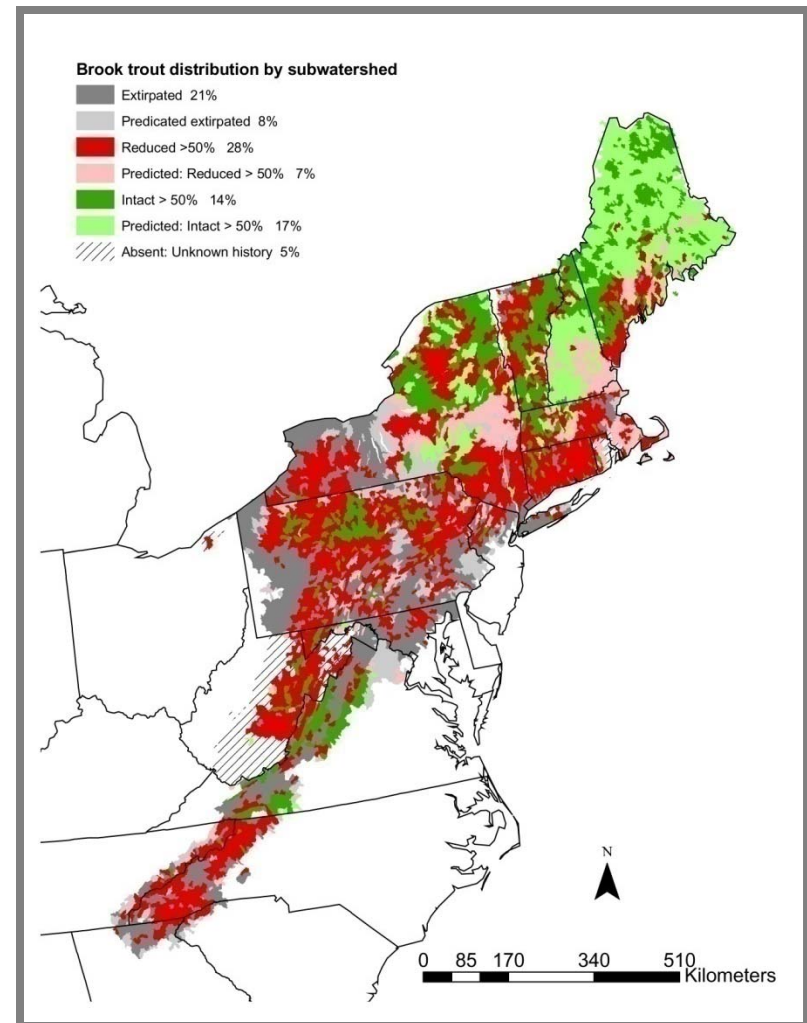 Brook trout distribution by subwatershed
Extirpated 21%
Predicated extirpated 8%
Reduced >50% 28%
Predicted: Reduced > 50% 7%
Intact > 50% 14%
Predicted: Intact > 50% 17%
Absent: Unknown history 5%
N
0 85 170 340 510
Kilometers